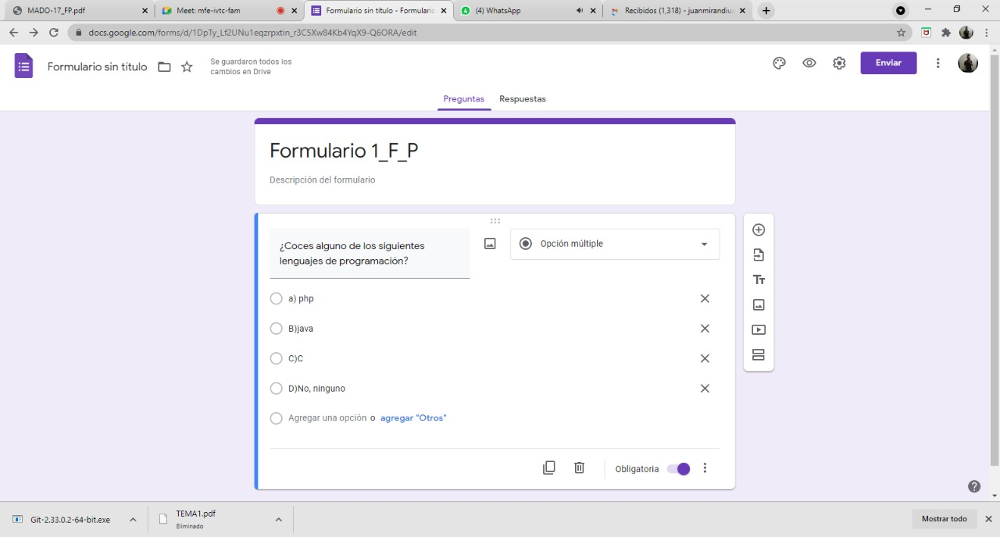 MADO-17_FP.pdf
Meet: mfe-ivtc-fam
Formulario sin título - Formulario
(4) WhatsApp
Recibidos (1,318) - juanmirandiu
docs.google.com/forms/d/1DpTy_Lf2UNu1eqzrpxtin_r3C5Xw84Kb4YqX9-Q6ORA/edit
Formulario sin título
Se guardaron todos los
cambios en Drive
Enviar
Preguntas Respuestas
Formulario 1_F_P
Descripción del formulario
¿Coces alguno de los siguientes
lenguajes de programación?
Opción múltiple
a) php
B)java
C)C
D)No, ninguno
Agregar una opción o agregar "Otros"
Obligatoria
Git-2.33.0.2-64-bit.exe
TEMA1.pdf
Eliminado
Mostrar todo